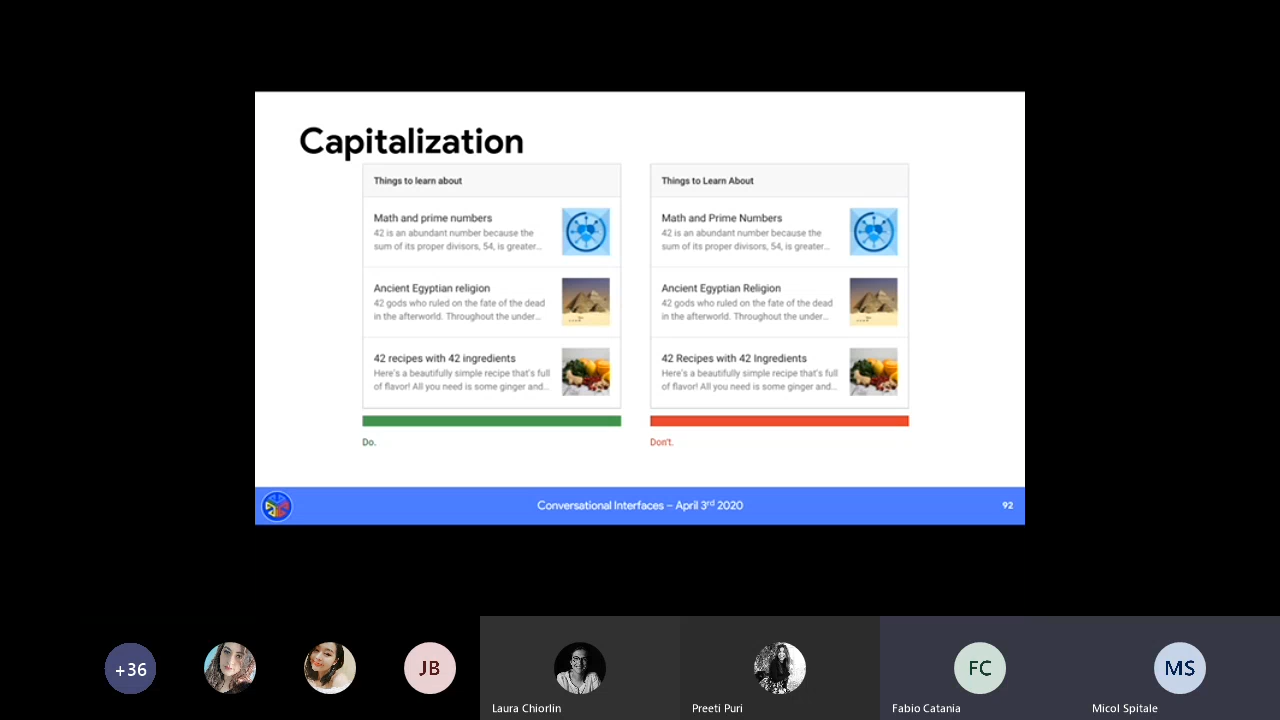 Capitalization
Things to learn about
Math and prime numbers
42 is an abundant number because the
sum of its proper divisors, 54, is greater...
Ancient Egyptian religion
42 gods who ruled on the fate of the dead
in the afterworld. Throughout the under...
42 recipes with 42 ingredients
Here's a beautifully simple recipe that's full
of flavor! All you need is some ginger and...
Do.
Things to Learn About
Math and Prime Numbers
42 is an abundant number because the
sum of its proper divisors, 54, is greater...
Ancient Egyptian Religion
42 gods who ruled on the fate of the dead
in the afterworld. Throughout the under...
42 Recipes with 42 Ingredients
Here's a beautifully simple recipe that's full
of flavor! All you need is some ginger and...
Don't.
Conversational Interfaces – April 3rd 2020
92
+36
JB
FC
MS
Laura Chiorlin
Preeti Puri
Fabio Catania
Micol Spitale